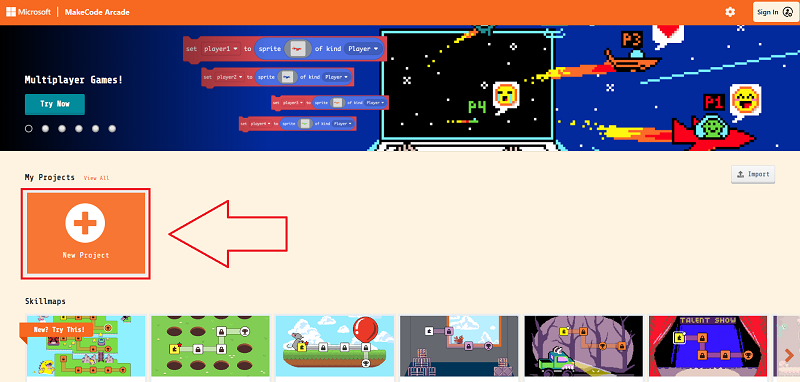 Microsoft MakeCode Arcade
Sign In
Multiplayer Games!
Try Now
set player1 to sprite of kind Player
set player2 to sprite of kind Player
set player3 to sprite of kind Player
set player4 to sprite of kind Player
P3
P4
P1
My Projects View All
Import
New Project
Skillmaps
New? Try This!
TALENT SHOW